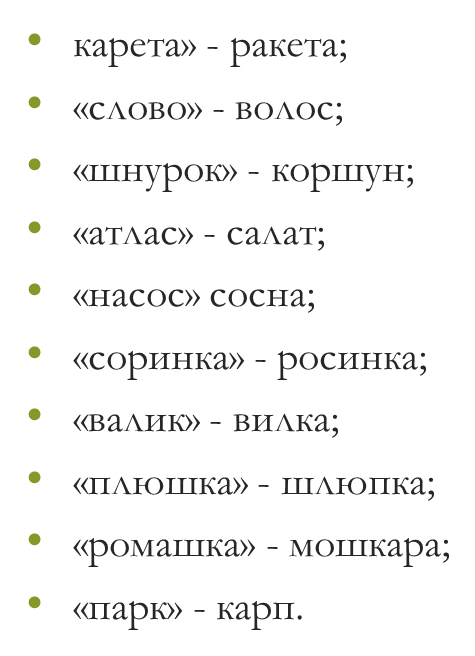 • карета» - ракета;
• «слово» - волос;
• «шнурок» - коршун;
• «атлас» - салат;
• «насос» сосна;
• «соринка» - росинка;
• «валик» - вилка;
• «плюшка» - шлюпка;
• «ромашка» - мошкара;
• «парк» - карп.